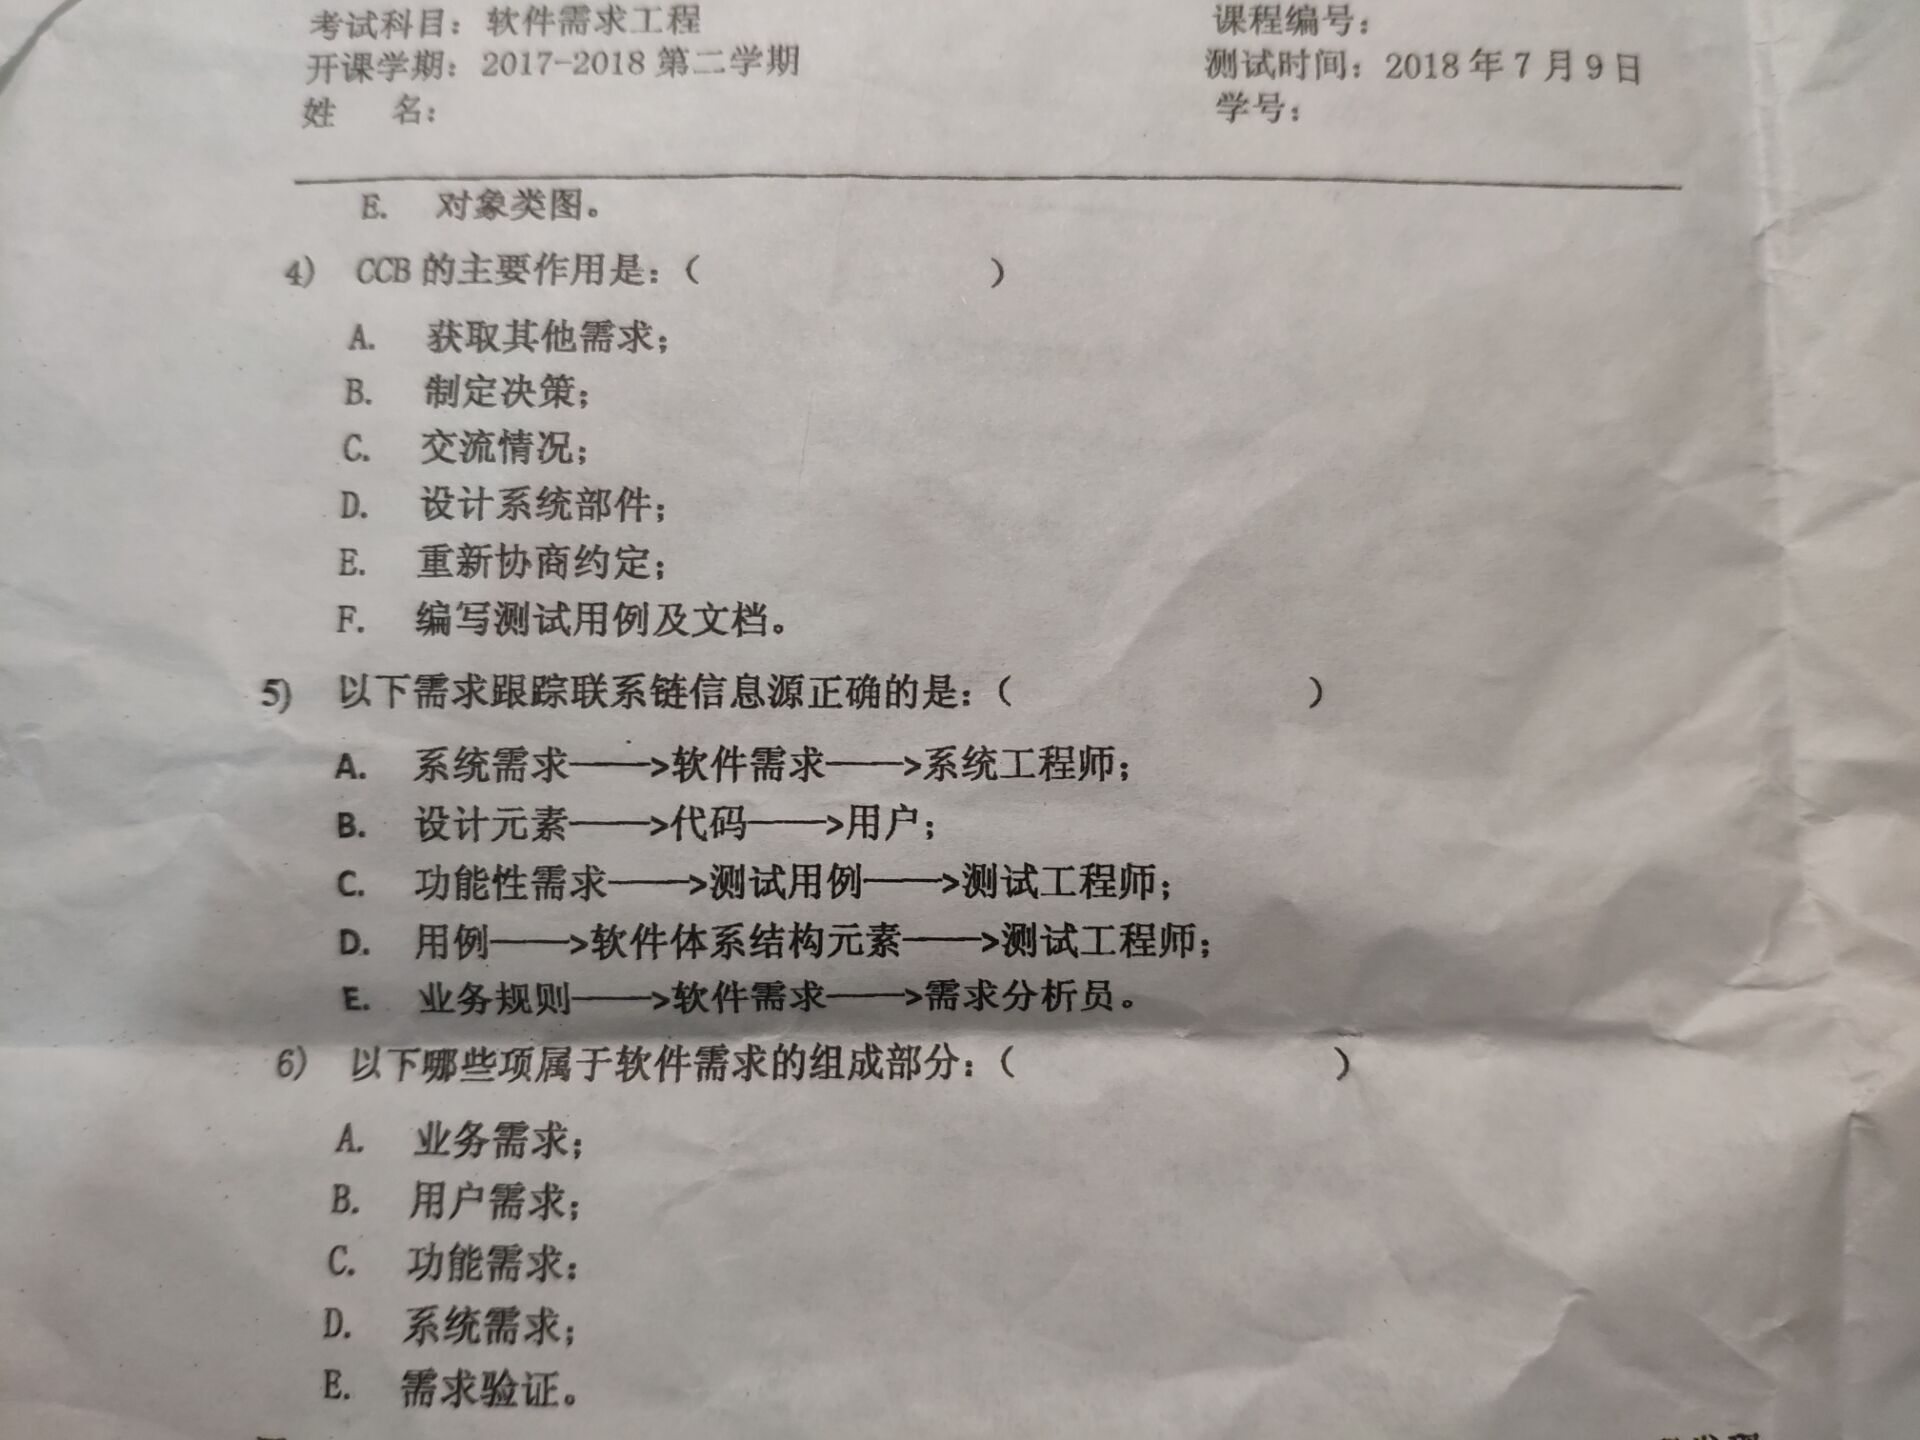 考试科目：软件需求工程
课程编号：
开课学期：2017-2018 第二学期
测试时间：2018 年 7 月 9 日
姓 名：
学号：
E. 对象类图。
4) CCB 的主要作用是：（ ）
A. 获取其他需求；
B. 制定决策；
C. 交流情况；
D. 设计系统部件；
E. 重新协商约定；
F. 编写测试用例及文档。
5) 以下需求跟踪联系链信息源正确的是：（ ）
A. 系统需求——>软件需求——>系统工程师；
B. 设计元素——>代码——>用户；
C. 功能性需求——>测试用例——>测试工程师；
D. 用例——>软件体系结构元素——>测试工程师；
E. 业务规则——>软件需求——>需求分析员。
6) 以下哪些项属于软件需求的组成部分：（ ）
A. 业务需求；
B. 用户需求；
C. 功能需求；
D. 系统需求；
E. 需求验证。